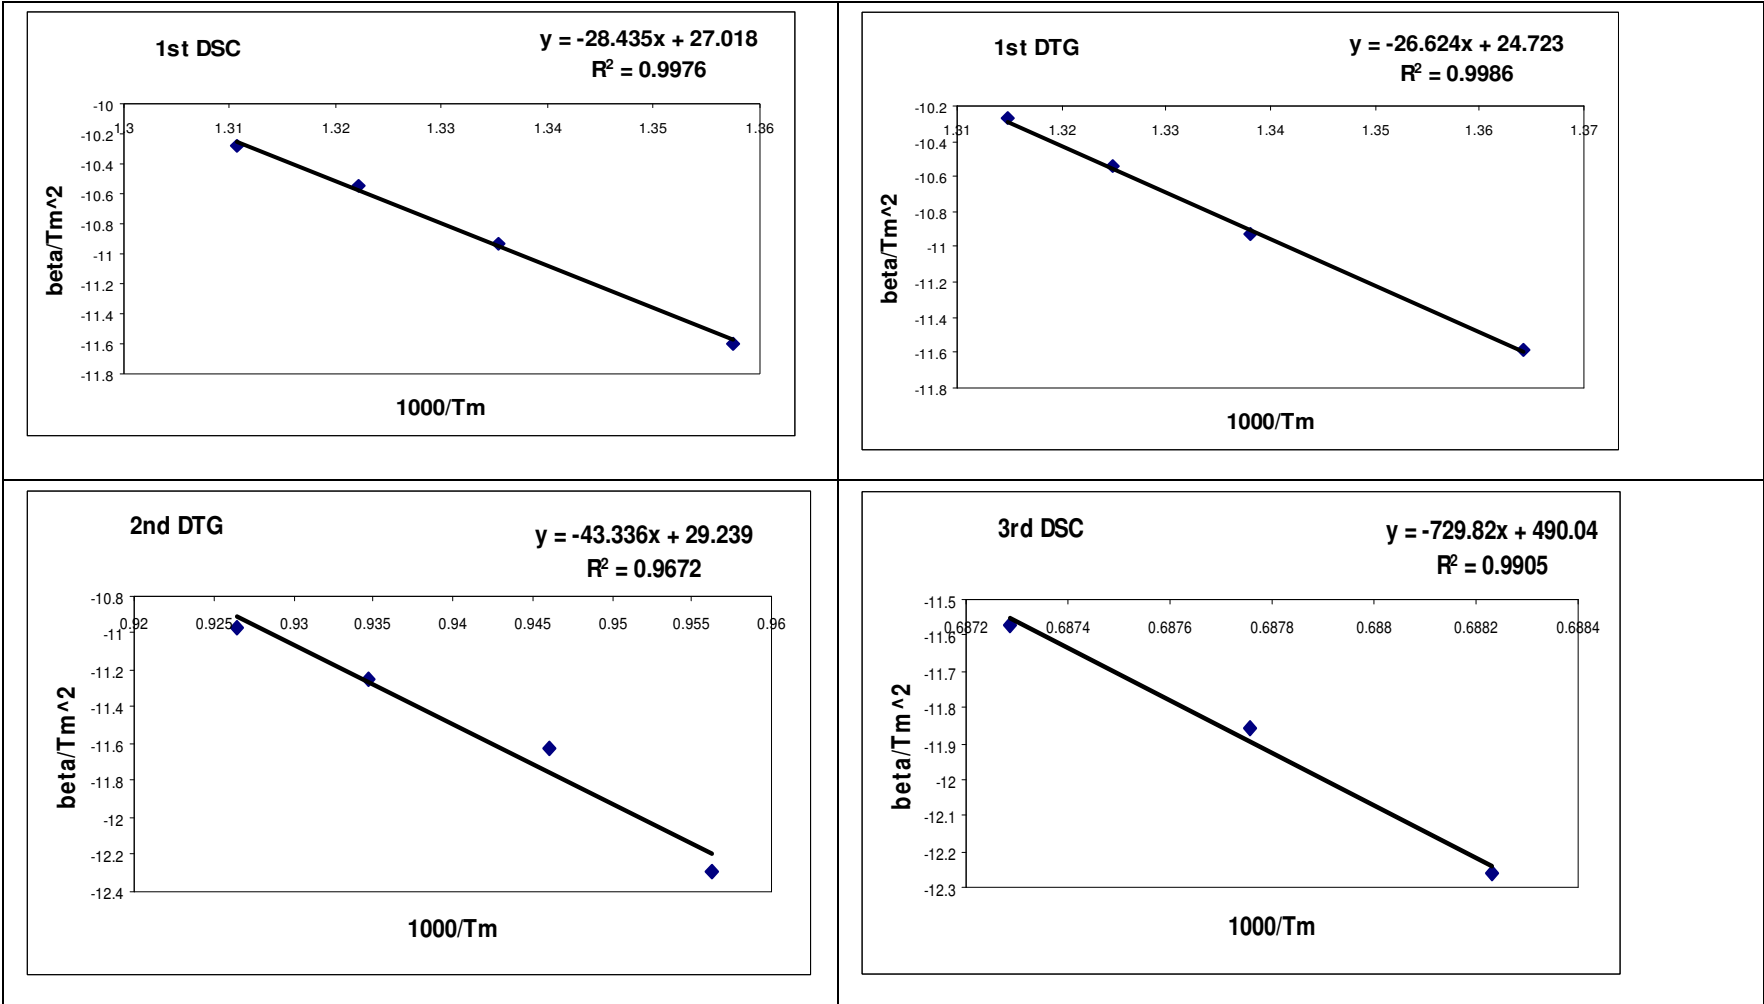 1st DSC
y = -28.435x + 27.018
R² = 0.9976
-10
-10.2
-10.4
-10.6
-10.8
-11
-11.2
-11.4
-11.6
-11.8
1.3 1.31 1.32 1.33 1.34 1.35 1.36
beta/Tm^2
1000/Tm
1st DTG
y = -26.624x + 24.723
R² = 0.9986
-10.2
-10.4
-10.6
-10.8
-11
-11.2
-11.4
-11.6
-11.8
1.31 1.32 1.33 1.34 1.35 1.36 1.37
beta/Tm^2
1000/Tm
2nd DTG
y = -43.336x + 29.239
R² = 0.9672
-10.8
-11
-11.2
-11.4
-11.6
-11.8
-12
-12.2
-12.4
0.92 0.925 0.93 0.935 0.94 0.945 0.95 0.955 0.96
beta/Tm^2
1000/Tm
3rd DSC
y = -729.82x + 490.04
R² = 0.9905
-11.5
-11.6
-11.7
-11.8
-11.9
-12
-12.1
-12.2
-12.3
0.6872 0.6874 0.6876 0.6878 0.688 0.6882 0.6884
beta/Tm^2
1000/Tm